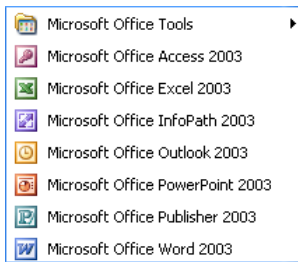 Microsoft Office Tools
Microsoft Office Access 2003
Microsoft Office Excel 2003
Microsoft Office InfoPath 2003
Microsoft Office Outlook 2003
Microsoft Office PowerPoint 2003
Microsoft Office Publisher 2003
Microsoft Office Word 2003